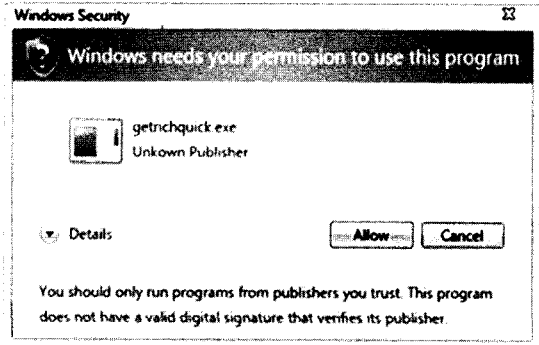 Windows Security
Windows needs your permission to use this program
getrichquick.exe
Unkown Publisher
Details
Allow
Cancel
You should only run programs from publishers you trust. This program
does not have a valid digital signature that verifies its publisher.